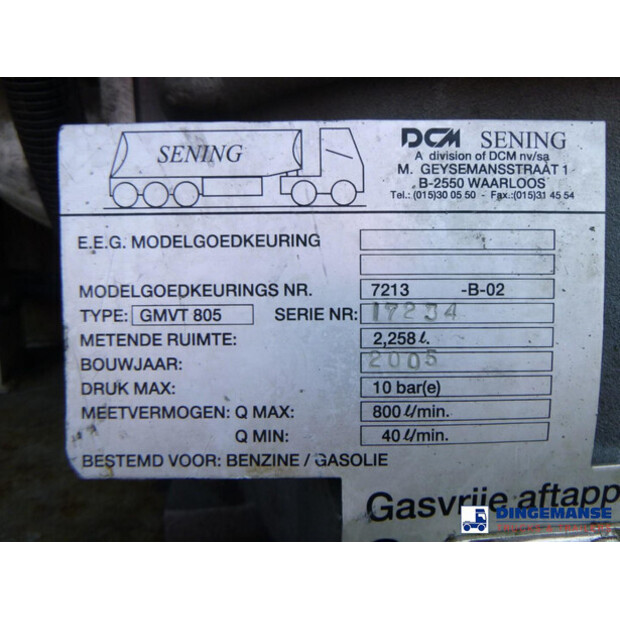 SENING
DCM SENING
A division of DCM nv/sa
M. GEYSEMANSSTRAAT 1
B-2550 WAARLOOS
Tel.: (015)30 05 50 - Fax.:(015)31 45 54
E.E.G. MODELGOEDKEURING
MODELGOEDKEURINGS NR. 7213 -B-02
TYPE: GMVT 805 SERIE NR: 17234
METENDE RUIMTE: 2,258 ℓ.
BOUWJAAR: 2005
DRUK MAX: 10 bar(e)
MEETVERMOGEN: Q MAX: 800 ℓ/min.
Q MIN: 40 ℓ/min.
BESTEMD VOOR: BENZINE / GASOLIE
Gasvrije aftapp
DINGEMANSE